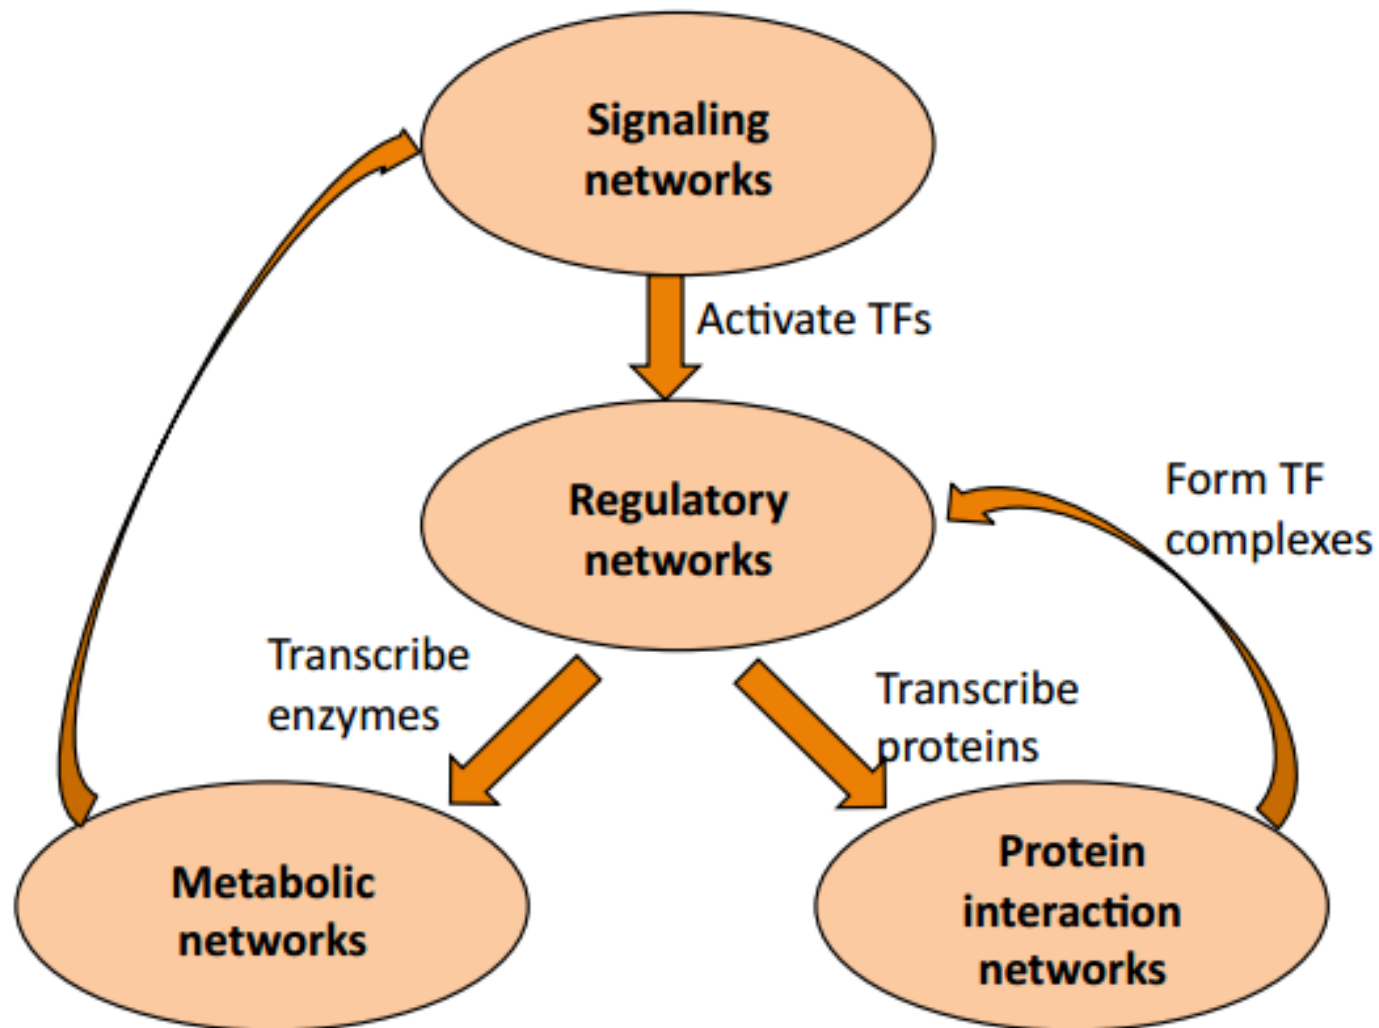 Signaling
networks
Activate TFs
Regulatory
networks
Form TF
complexes
Transcribe
enzymes
Transcribe
proteins
Metabolic
networks
Protein
interaction
networks